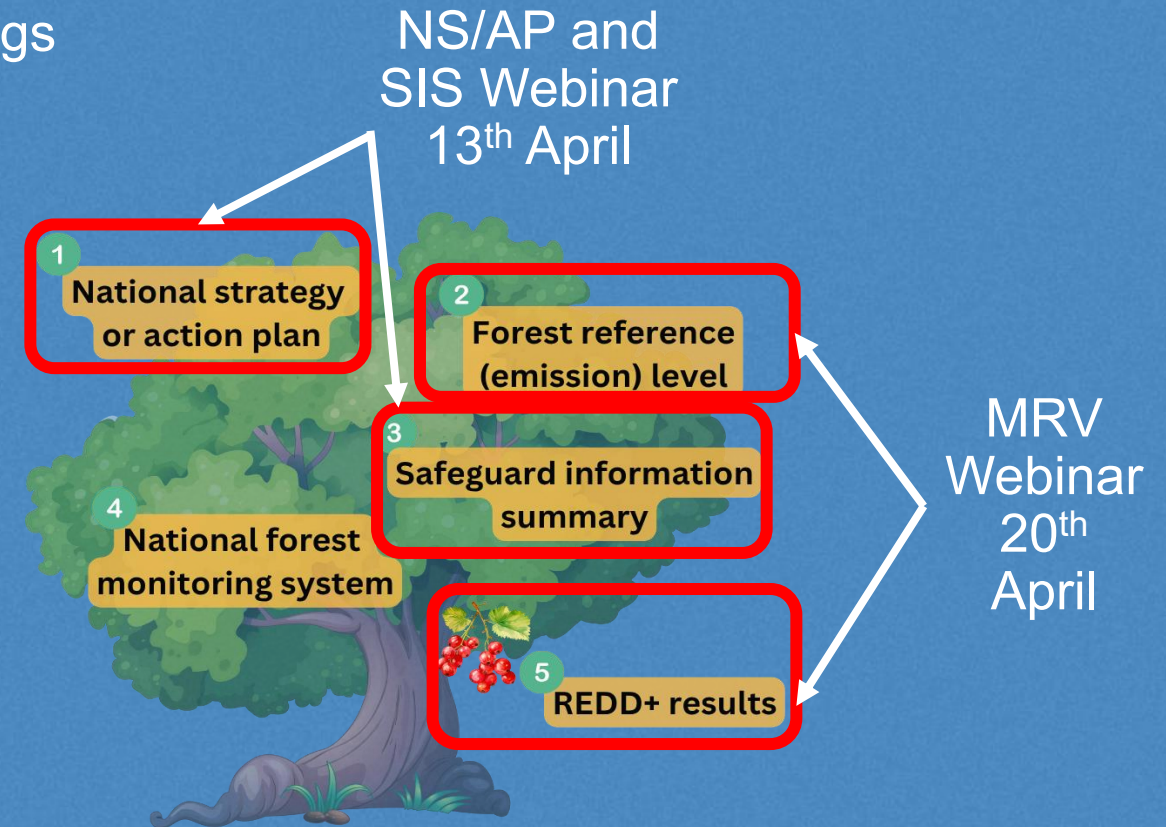 NS/AP and
SIS Webinar
13th April
1
National strategy
or action plan
2
Forest reference
(emission) level
3
Safeguard information
summary
4
National forest
monitoring system
5
REDD+ results
MRV
Webinar
20th
April